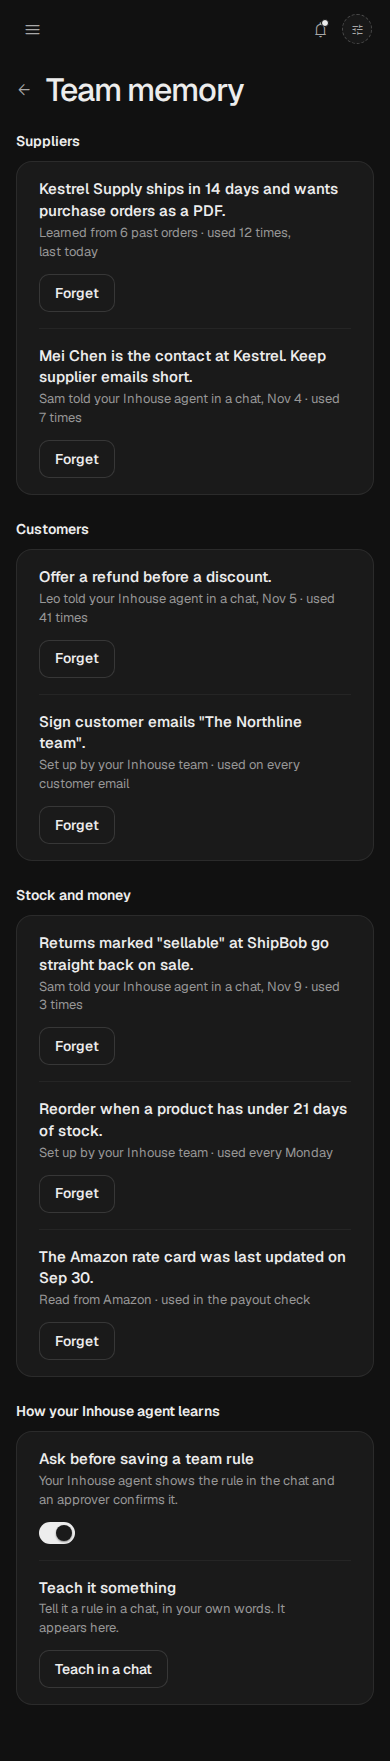 Team memory
Suppliers
Kestrel Supply ships in 14 days and wants
purchase orders as a PDF.
Learned from 6 past orders · used 12 times,
last today
Forget
Mei Chen is the contact at Kestrel. Keep
supplier emails short.
Sam told your Inhouse agent in a chat, Nov 4 · used
7 times
Forget
Customers
Offer a refund before a discount.
Leo told your Inhouse agent in a chat, Nov 5 · used
41 times
Forget
Sign customer emails "The Northline
team".
Set up by your Inhouse team · used on every
customer email
Forget
Stock and money
Returns marked "sellable" at ShipBob go
straight back on sale.
Sam told your Inhouse agent in a chat, Nov 9 · used
3 times
Forget
Reorder when a product has under 21 days
of stock.
Set up by your Inhouse team · used every Monday
Forget
The Amazon rate card was last updated on
Sep 30.
Read from Amazon · used in the payout check
Forget
How your Inhouse agent learns
Ask before saving a team rule
Your Inhouse agent shows the rule in the chat and
an approver confirms it.
Teach it something
Tell it a rule in a chat, in your own words. It
appears here.
Teach in a chat